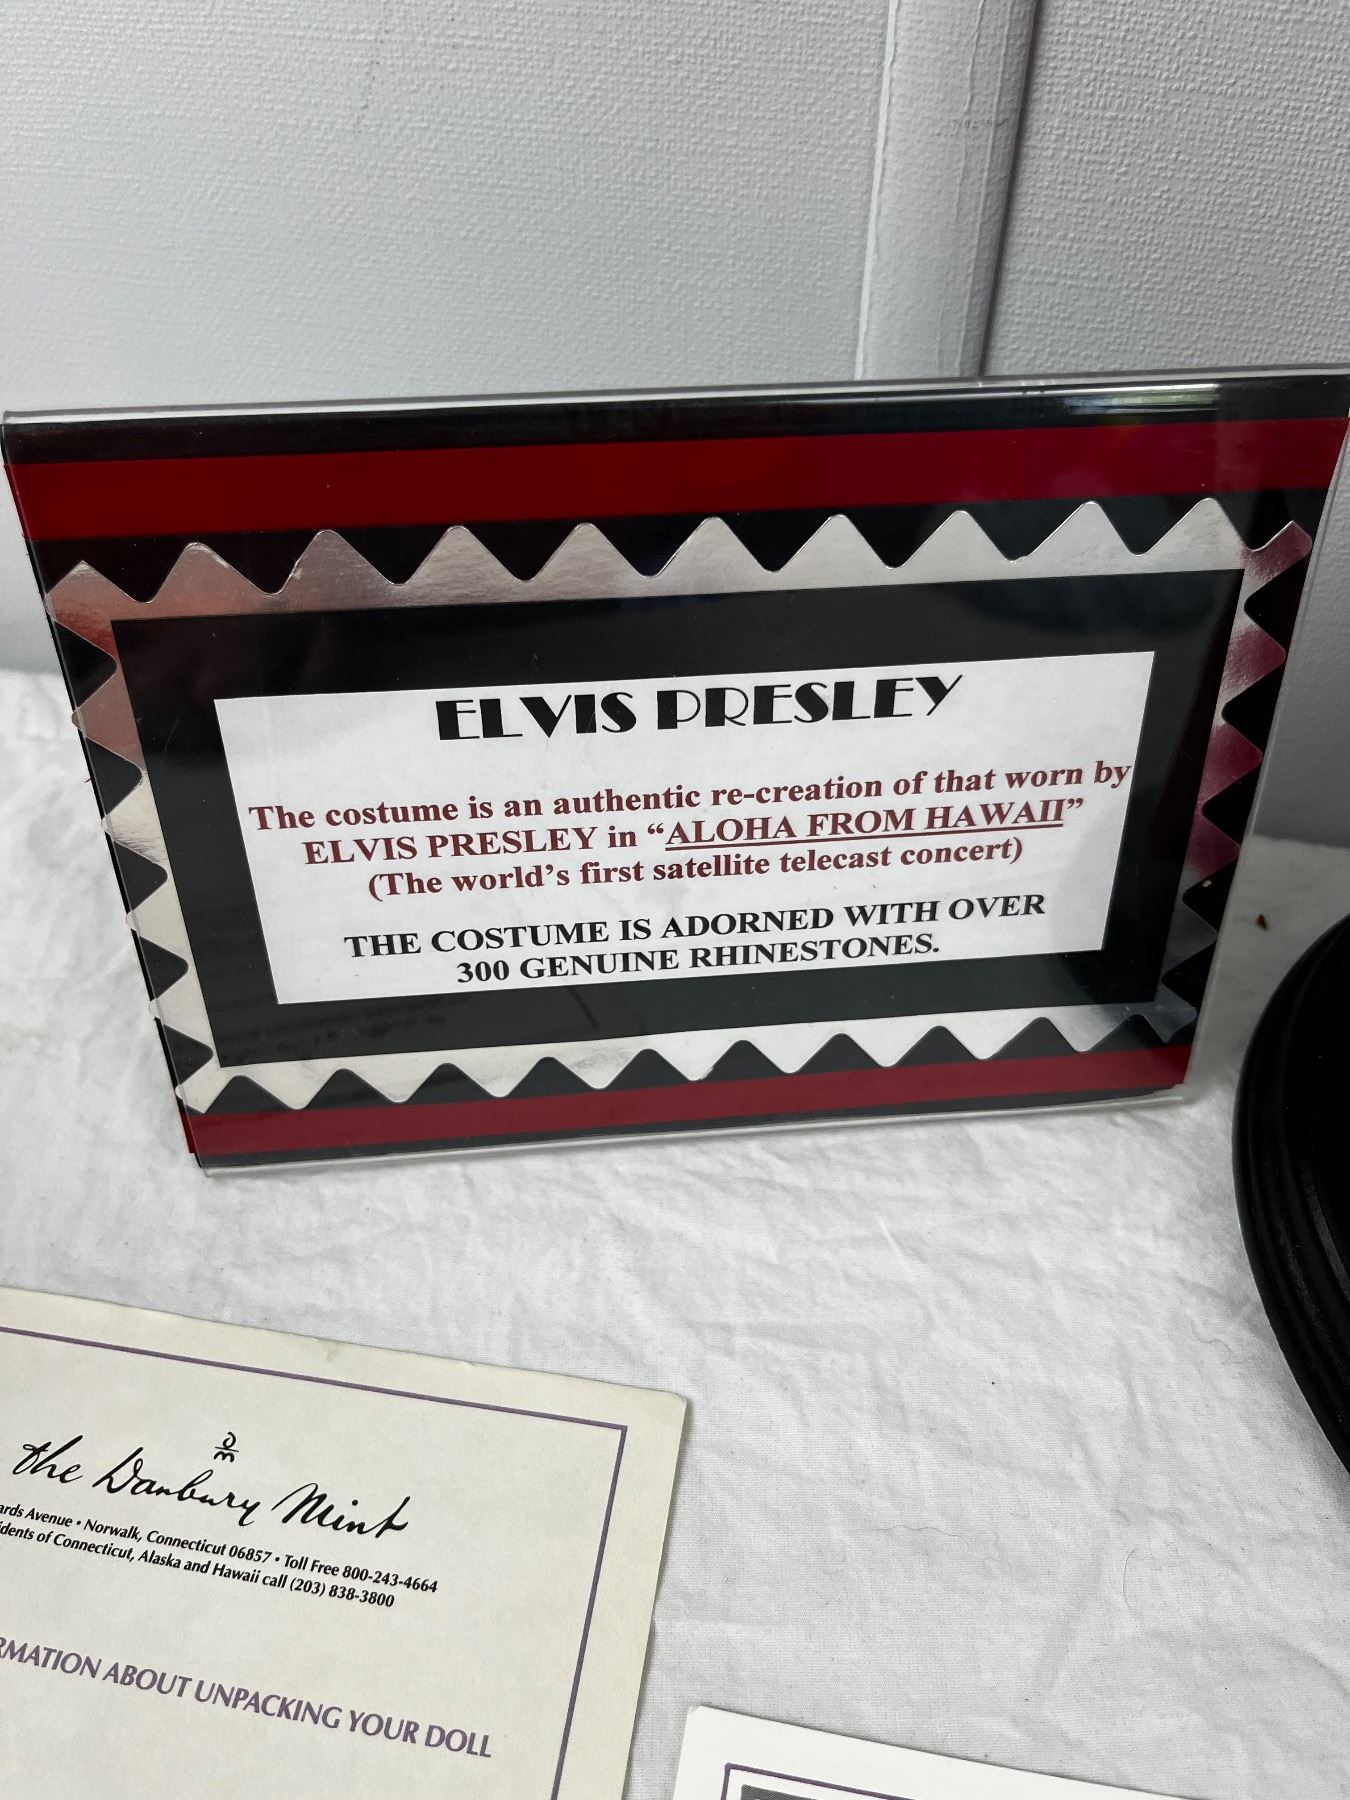 ELVIS PRESLEY
The costume is an authentic re-creation of that worn by
ELVIS PRESLEY in “ALOHA FROM HAWAII”
(The world’s first satellite telecast concert)
THE COSTUME IS ADORNED WITH OVER
300 GENUINE RHINESTONES.
the Danbury Mint
Avenue • Norwalk, Connecticut 06857 • Toll Free 800-243-4664
of Connecticut, Alaska and Hawaii call (203) 838-3800
ABOUT UNPACKING YOUR DOLL